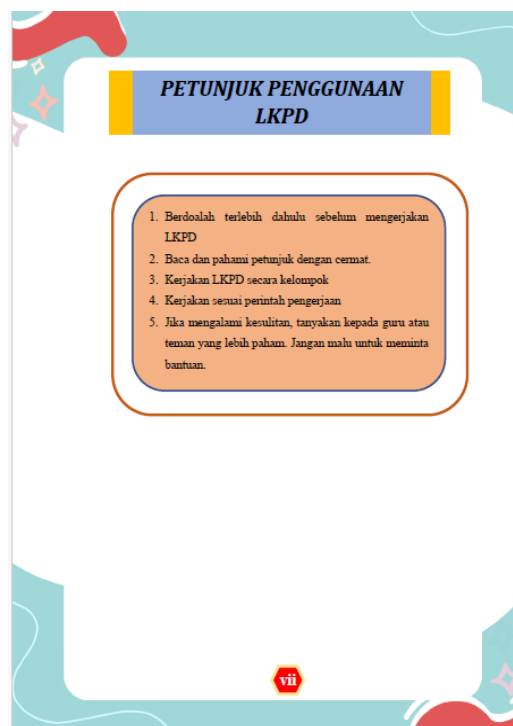 PETUNJUK PENGGUNAAN
LKPD
1. Berdoalah terlebih dahulu sebelum mengerjakan
LKPD
2. Baca dan pahami petunjuk dengan cermat.
3. Kerjakan LKPD secara kelompok
4. Kerjakan sesuai perintah pengerjaan
5. Jika mengalami kesulitan, tanyakan kepada guru atau
teman yang lebih paham. Jangan malu untuk meminta
bantuan.
vii